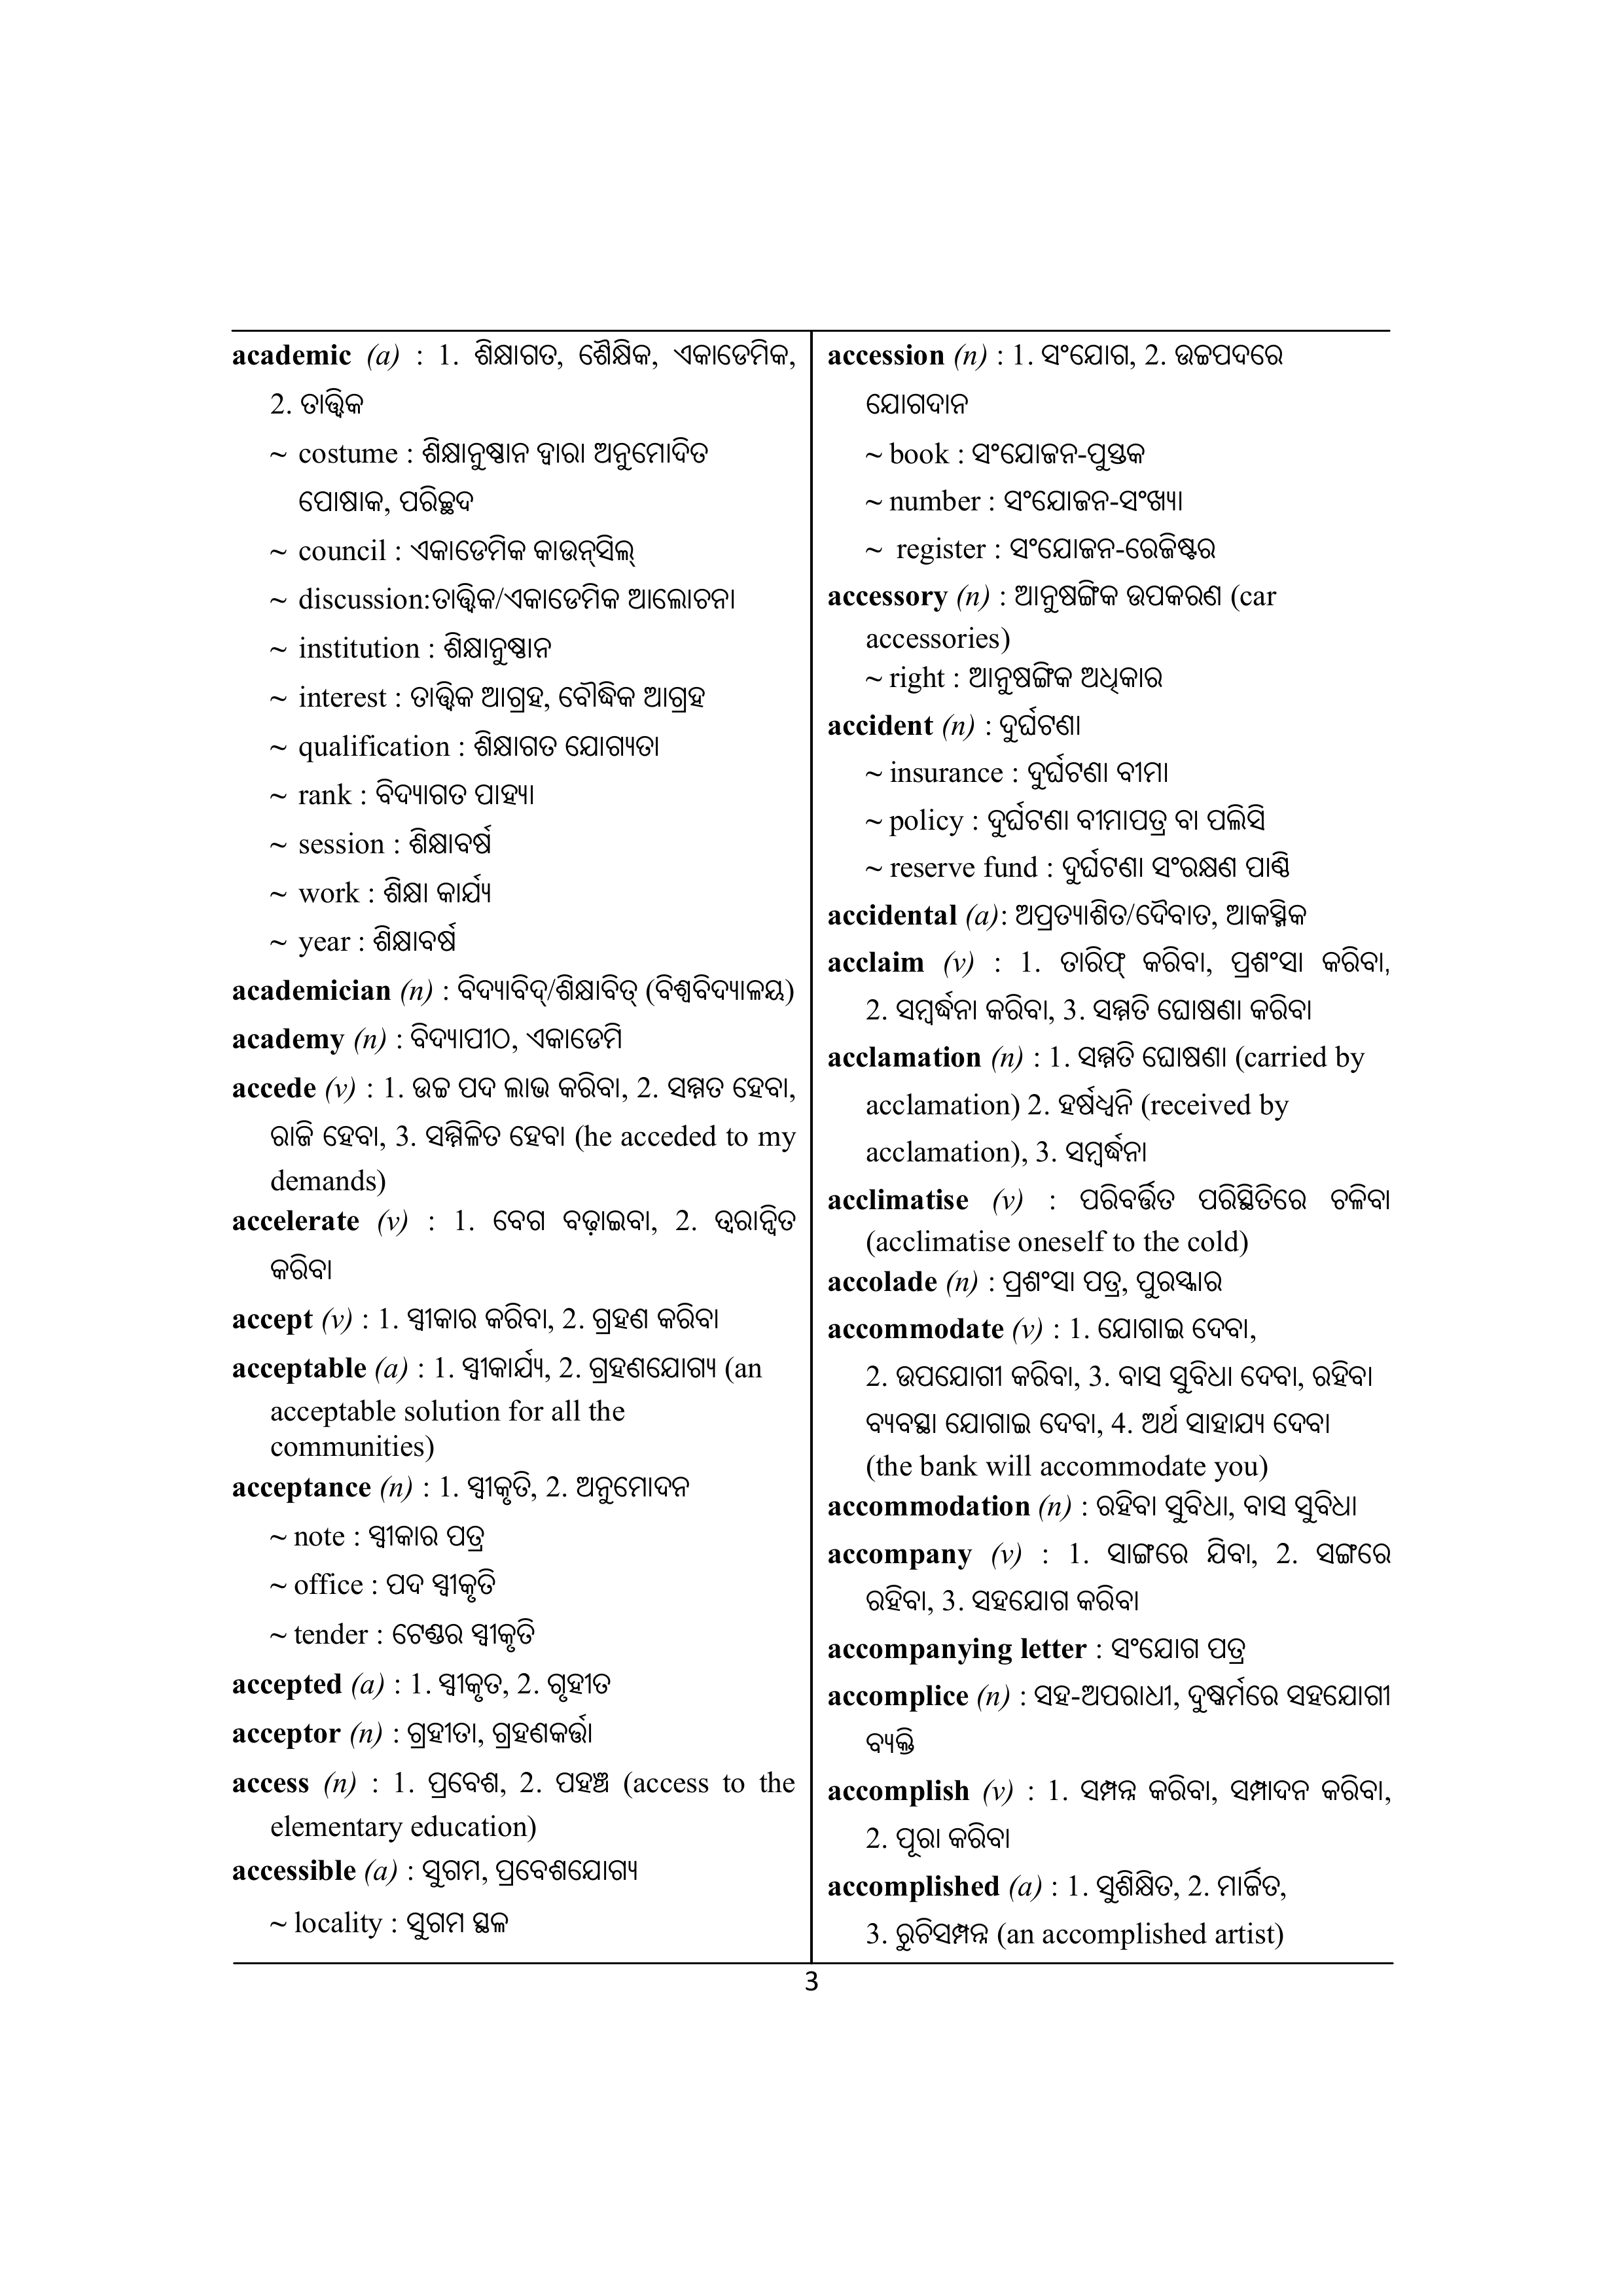 academic (a) : 1. ଶିକ୍ଷାଗତ, ଶୈକ୍ଷିକ, ଏକାଡେମିକ,
2. ତାତ୍ତ୍ଵିକ
~ costume : ଶିକ୍ଷାନୁଷ୍ଠାନ ଦ୍ୱାରା ଅନୁମୋଦିତ
ପୋଷାକ, ପରିଚ୍ଛଦ
~ council : ଏକାଡେମିକ କାଉନ୍‌ସିଲ୍
~ discussion:ତାତ୍ତ୍ଵିକ/ଏକାଡେମିକ ଆଲୋଚନା
~ institution : ଶିକ୍ଷାନୁଷ୍ଠାନ
~ interest : ତାତ୍ତ୍ଵିକ ଆଗ୍ରହ, ବୌଦ୍ଧିକ ଆଗ୍ରହ
~ qualification : ଶିକ୍ଷାଗତ ଯୋଗ୍ୟତା
~ rank : ବିଦ୍ୟାଗତ ପାହ୍ୟା
~ session : ଶିକ୍ଷାବର୍ଷ
~ work : ଶିକ୍ଷା କାର୍ଯ୍ୟ
~ year : ଶିକ୍ଷାବର୍ଷ
academician (n) : ବିଦ୍ୟାବିଦ୍/ଶିକ୍ଷାବିତ୍ (ବିଶ୍ୱବିଦ୍ୟାଳୟ)
academy (n) : ବିଦ୍ୟାପୀଠ, ଏକାଡେମି
accede (v) : 1. ଉଚ୍ଚ ପଦ ଲାଭ କରିବା, 2. ସମ୍ମତ ହେବା,
ରାଜି ହେବା, 3. ସମ୍ମିଳିତ ହେବା (he acceded to my
demands)
accelerate (v) : 1. ବେଗ ବଢ଼ାଇବା, 2. ତ୍ୱରାନ୍ୱିତ
କରିବା
accept (v) : 1. ସ୍ୱୀକାର କରିବା, 2. ଗ୍ରହଣ କରିବା
acceptable (a) : 1. ସ୍ୱୀକାର୍ଯ୍ୟ, 2. ଗ୍ରହଣଯୋଗ୍ୟ (an
acceptable solution for all the
communities)
acceptance (n) : 1. ସ୍ୱୀକୃତି, 2. ଅନୁମୋଦନ
~ note : ସ୍ୱୀକାର ପତ୍ର
~ office : ପଦ ସ୍ୱୀକୃତି
~ tender : ଟେଣ୍ଡର ସ୍ୱୀକୃତି
accepted (a) : 1. ସ୍ୱୀକୃତ, 2. ଗୃହୀତ
acceptor (n) : ଗ୍ରହୀତା, ଗ୍ରହଣକର୍ତ୍ତା
access (n) : 1. ପ୍ରବେଶ, 2. ପହଞ୍ଚ (access to the
elementary education)
accessible (a) : ସୁଗମ, ପ୍ରବେଶଯୋଗ୍ୟ
~ locality : ସୁଗମ ସ୍ଥଳ
accession (n) : 1. ସଂଯୋଗ, 2. ଉଚ୍ଚପଦରେ
ଯୋଗଦାନ
~ book : ସଂଯୋଜନ-ପୁସ୍ତକ
~ number : ସଂଯୋଜନ-ସଂଖ୍ୟା
~ register : ସଂଯୋଜନ-ରେଜିଷ୍ଟର
accessory (n) : ଆନୁଷଙ୍ଗିକ ଉପକରଣ (car
accessories)
~ right : ଆନୁଷଙ୍ଗିକ ଅଧିକାର
accident (n) : ଦୁର୍ଘଟଣା
~ insurance : ଦୁର୍ଘଟଣା ବୀମା
~ policy : ଦୁର୍ଘଟଣା ବୀମାପତ୍ର ବା ପଲିସି
~ reserve fund : ଦୁର୍ଘଟଣା ସଂରକ୍ଷଣ ପାଣ୍ଠି
accidental (a): ଅପ୍ରତ୍ୟାଶିତ/ଦୈବାତ, ଆକସ୍ମିକ
acclaim (v) : 1. ତାରିଫ୍ କରିବା, ପ୍ରଶଂସା କରିବା,
2. ସମ୍ବର୍ଦ୍ଧନା କରିବା, 3. ସମ୍ମତି ଘୋଷଣା କରିବା
acclamation (n) : 1. ସମ୍ମତି ଘୋଷଣା (carried by
acclamation) 2. ହର୍ଷଧ୍ୱନି (received by
acclamation), 3. ସମ୍ବର୍ଦ୍ଧନା
acclimatise (v) : ପରିବର୍ତ୍ତିତ ପରିସ୍ଥିତିରେ ଚଳିବା
(acclimatise oneself to the cold)
accolade (n) : ପ୍ରଶଂସା ପତ୍ର, ପୁରସ୍କାର
accommodate (v) : 1. ଯୋଗାଇ ଦେବା,
2. ଉପଯୋଗୀ କରିବା, 3. ବାସ ସୁବିଧା ଦେବା, ରହିବା
ବ୍ୟବସ୍ଥା ଯୋଗାଇ ଦେବା, 4. ଅର୍ଥ ସାହାଯ୍ୟ ଦେବା
(the bank will accommodate you)
accommodation (n) : ରହିବା ସୁବିଧା, ବାସ ସୁବିଧା
accompany (v) : 1. ସାଙ୍ଗରେ ଯିବା, 2. ସଙ୍ଗରେ
ରହିବା, 3. ସହଯୋଗ କରିବା
accompanying letter : ସଂଯୋଗ ପତ୍ର
accomplice (n) : ସହ-ଅପରାଧୀ, ଦୁଷ୍କର୍ମରେ ସହଯୋଗୀ
ବ୍ୟକ୍ତି
accomplish (v) : 1. ସମ୍ପନ୍ନ କରିବା, ସମ୍ପାଦନ କରିବା,
2. ପୂରା କରିବା
accomplished (a) : 1. ସୁଶିକ୍ଷିତ, 2. ମାର୍ଜିତ,
3. ରୁଚିସମ୍ପନ୍ନ (an accomplished artist)
3